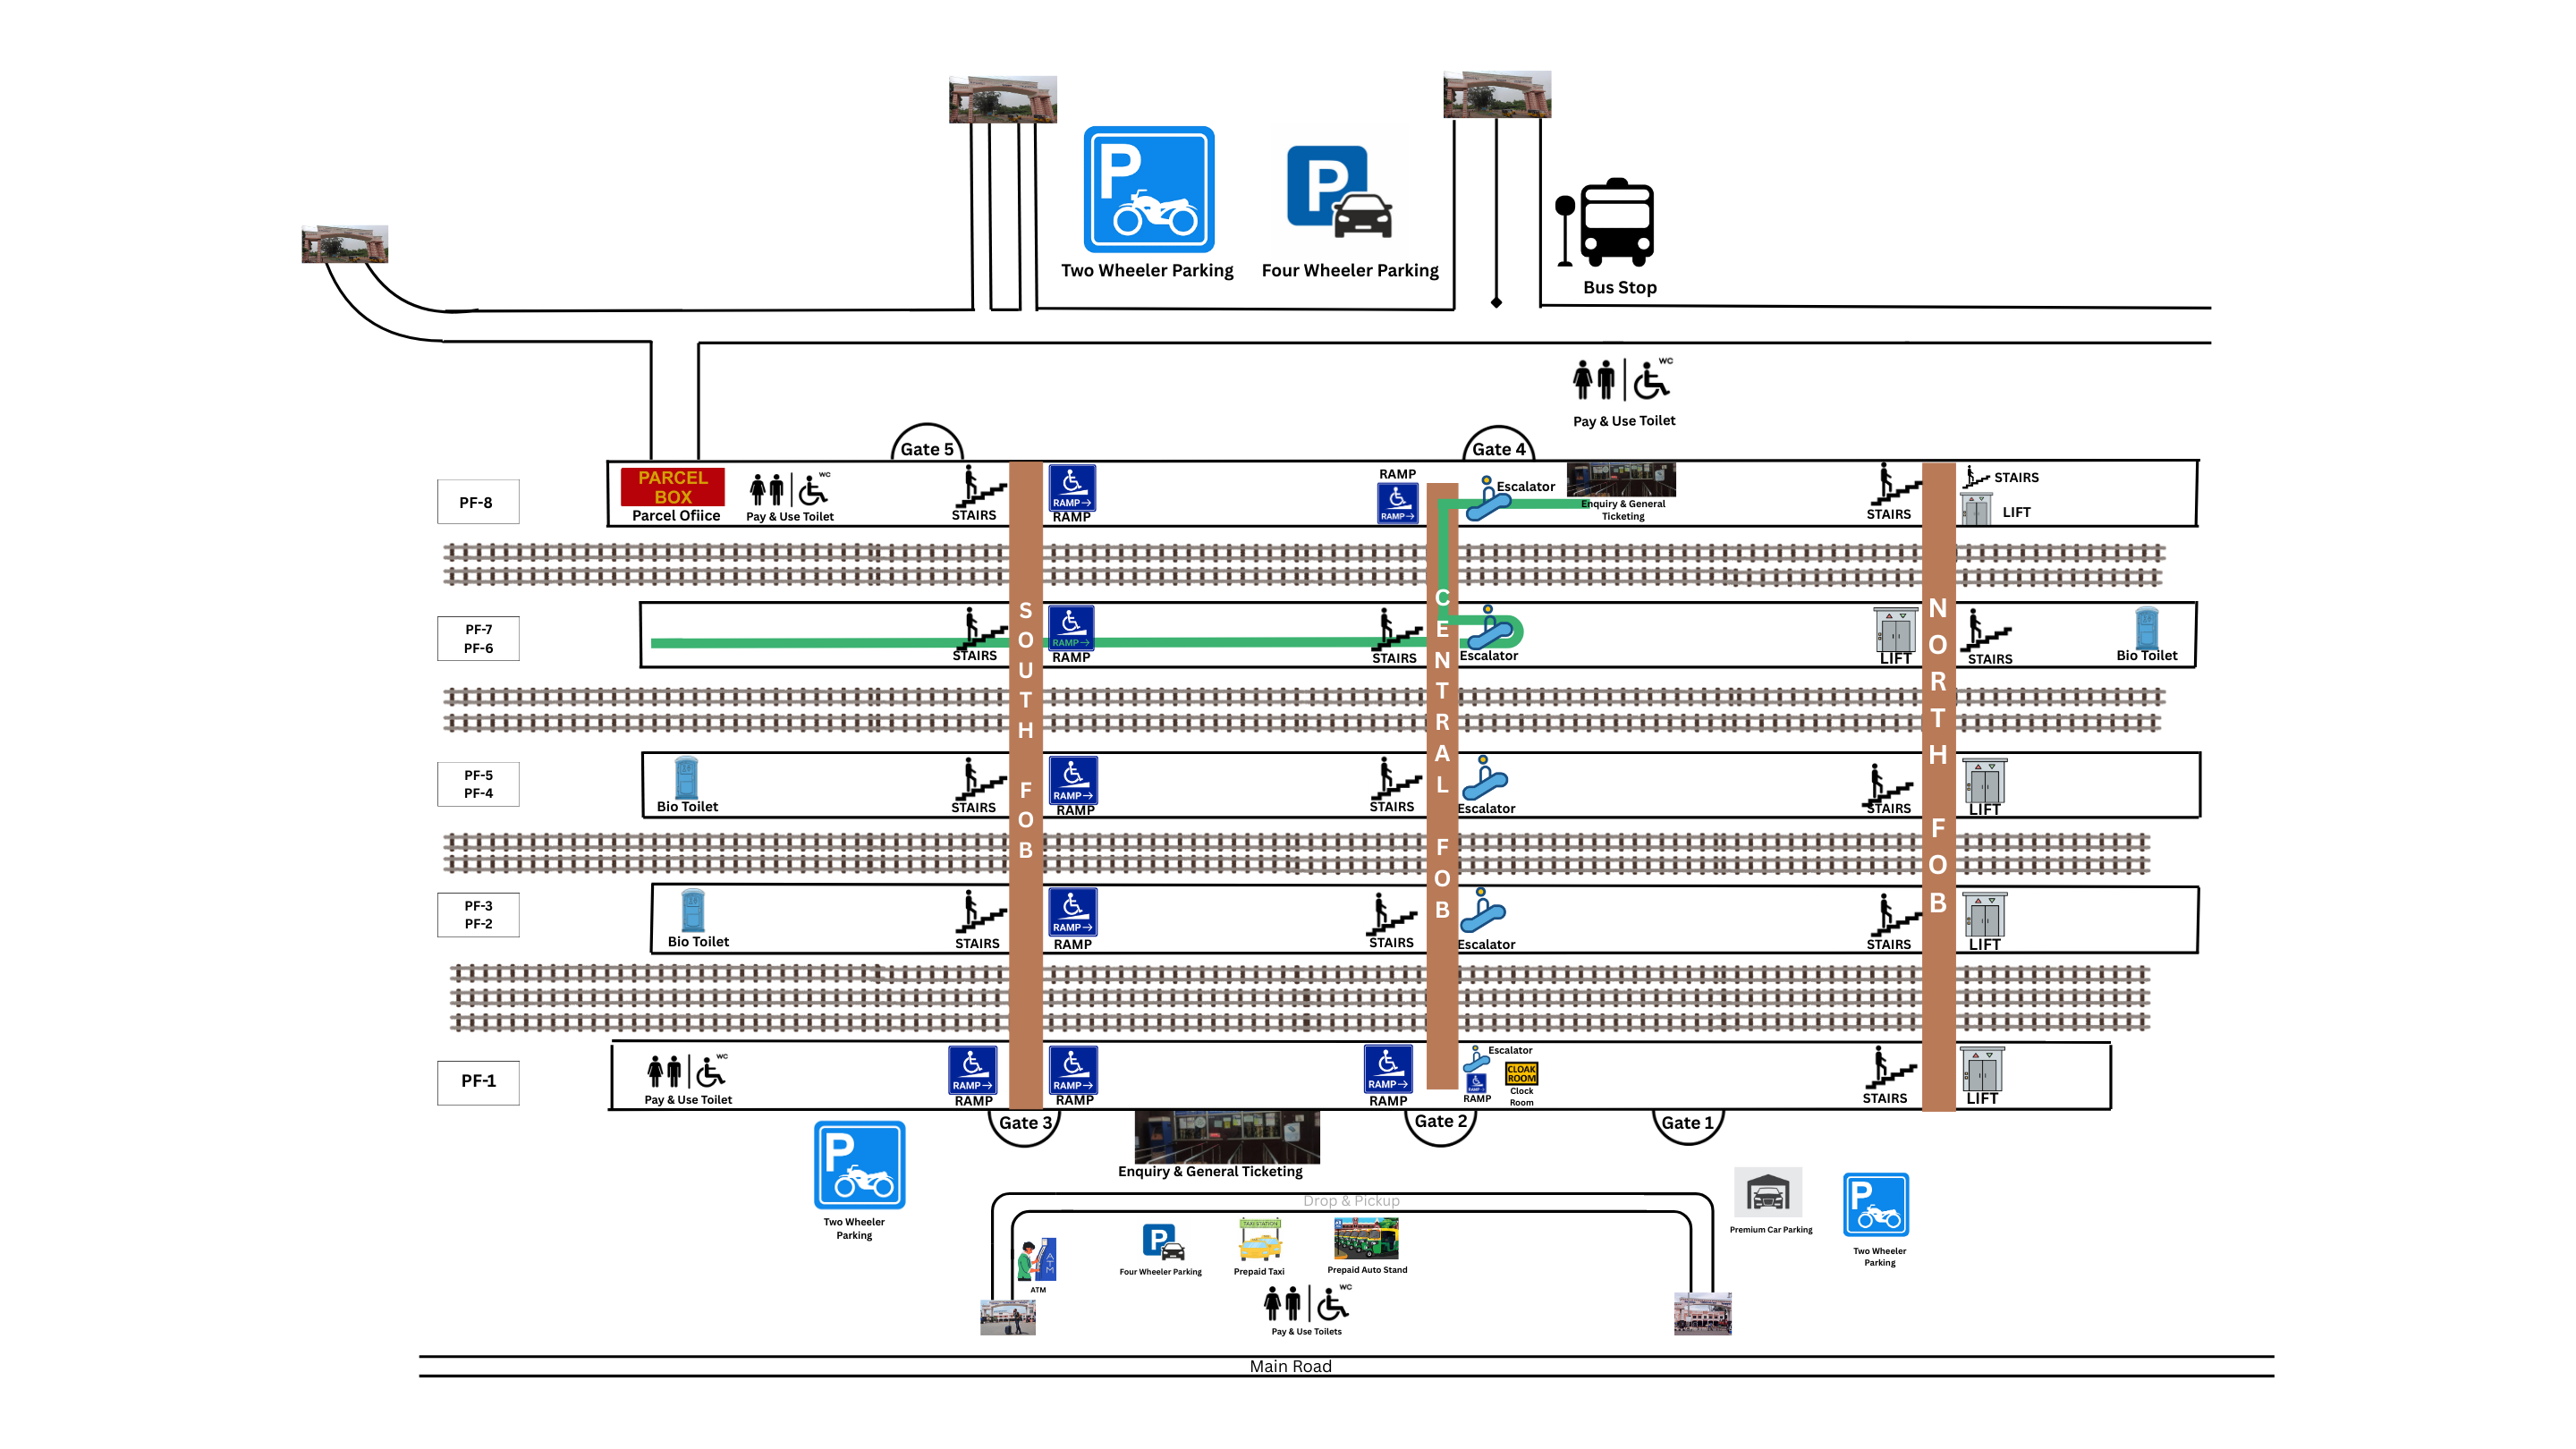 P
Two Wheeler Parking
P
Four Wheeler Parking
Bus Stop
WC
Pay & Use Toilet
Gate 5
Gate 4
PF-8
PARCEL
BOX
Parcel Ofiice
WC
Pay & Use Toilet
STAIRS
RAMP→
RAMP
RAMP
RAMP→
Escalator
Enquiry & General
Ticketing
STAIRS
STAIRS
LIFT
PF-7
PF-6
STAIRS
RAMP→
RAMP
STAIRS
Escalator
LIFT
STAIRS
Bio Toilet
SOUTH FOB
CENTRAL FOB
NORTH FOB
PF-5
PF-4
Bio Toilet
STAIRS
RAMP→
RAMP
STAIRS
Escalator
STAIRS
LIFT
PF-3
PF-2
Bio Toilet
STAIRS
RAMP→
RAMP
STAIRS
Escalator
STAIRS
LIFT
PF-1
WC
Pay & Use Toilet
RAMP→
RAMP
RAMP→
RAMP
RAMP→
RAMP
Escalator
RAMP
CLOAK
ROOM
Clock
Room
STAIRS
LIFT
Gate 3
Gate 2
Gate 1
P
Two Wheeler
Parking
Enquiry & General Ticketing
Drop & Pickup
ATM
ATM
P
Four Wheeler Parking
TAXI STATION
Prepaid Taxi
Prepaid Auto Stand
WC
Pay & Use Toilets
Premium Car Parking
P
Two Wheeler
Parking
Main Road